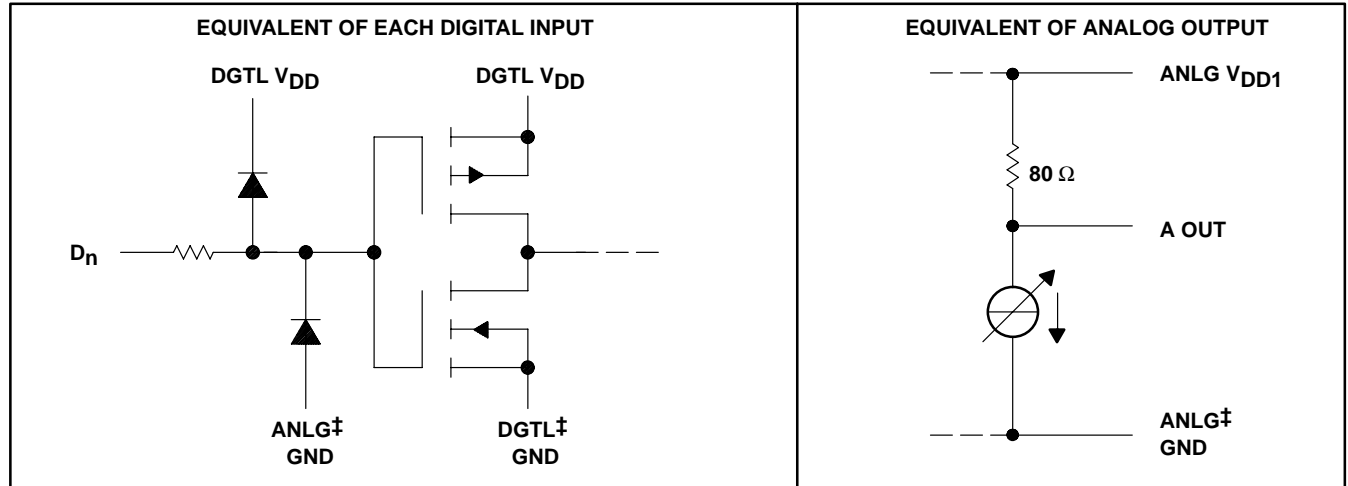 EQUIVALENT OF EACH DIGITAL INPUT
DGTL VDD
DGTL VDD
Dn
ANLG‡
GND
DGTL‡
GND
EQUIVALENT OF ANALOG OUTPUT
ANLG VDD1
80 Ω
A OUT
ANLG‡
GND